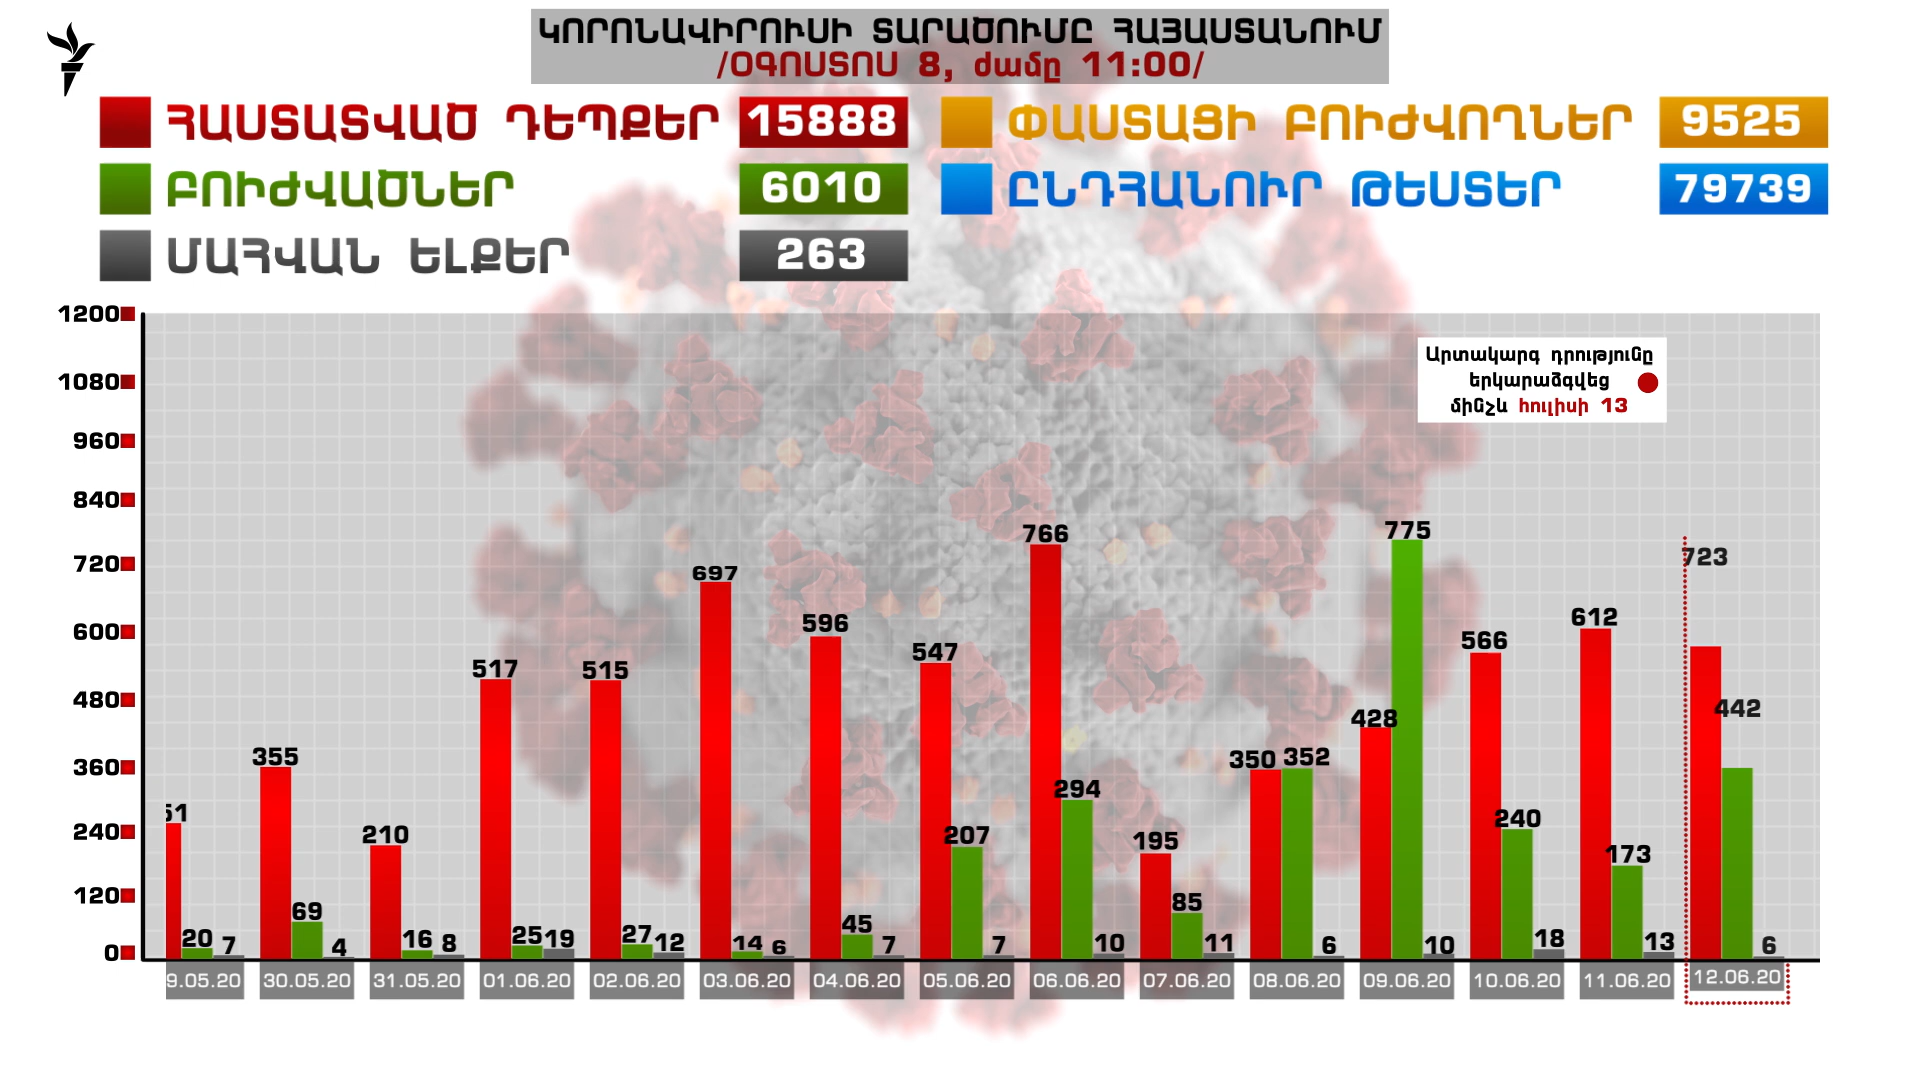 ԿՈՐՈՆԱՎԻՐՈՒՍԻ ՏԱՐԱԾՈՒՄԸ ՀԱՅԱՍՏԱՆՈՒՄ
/ՕԳՈՍՏՈՍ 8, ժամը 11:00/
ՀԱՍՏԱՏՎԱԾ ԴԵՊՔԵՐ 15888
ՓԱՍՏԱՑԻ ԲՈՒԺՎՈՂՆԵՐ 9525
ԲՈՒԺՎԱԾՆԵՐ 6010
ԸՆԴՀԱՆՈՒՐ ԹԵՍՏԵՐ 79739
ՄԱՀՎԱՆ ԵԼՔԵՐ 263
1200
1080
960
840
720
600
480
360
240
120
0
Արտակարգ դրությունը
երկարաձգվեց
մինչև հուլիսի 13
51 20 7
355 69 4
210 16 8
517 25 19
515 27 12
697 14 6
596 45 7
547 207 7
766 294 10
195 85 11
350 352 6
428 775 10
566 240 18
612 173 13
723 442 6
9.05.20 30.05.20 31.05.20 01.06.20 02.06.20 03.06.20 04.06.20 05.06.20 06.06.20 07.06.20 08.06.20 09.06.20 10.06.20 11.06.20 12.06.20